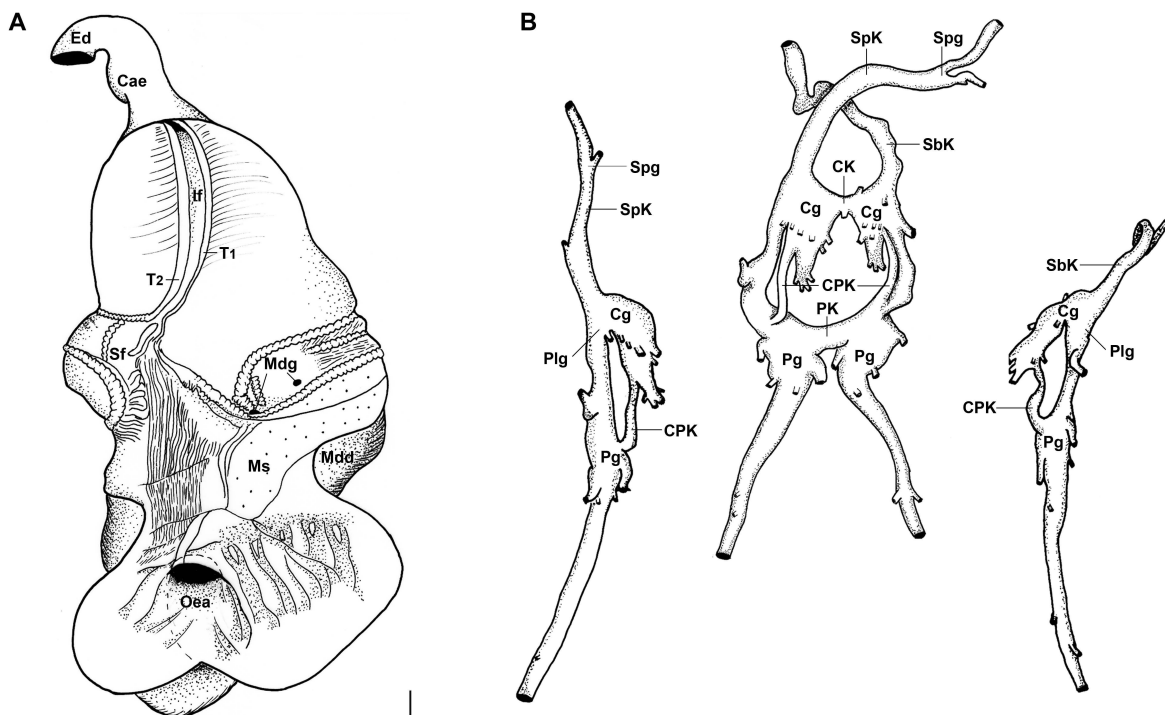 A
Ed
Cae
If
T1
T2
Sf
Mdg
Ms
Mdd
Oea
B
SpK
Spg
SbK
CK
Cg
Cg
CPK
PK
Pg
Pg
Spg
SpK
Cg
Plg
CPK
Pg
SbK
Cg
Plg
CPK
Pg